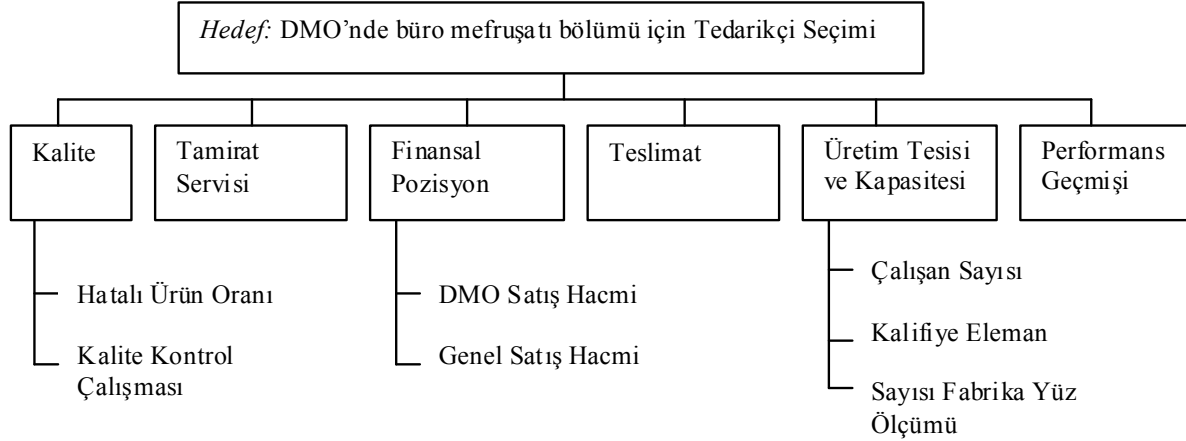 Hedef: DMO’nde büro mefruşatı bölümü için Tedarikçi Seçimi
Kalite
Tamirat
Servisi
Finansal
Pozisyon
Teslimat
Üretim Tesisi
ve Kapasitesi
Performans
Geçmişi
Hatalı Ürün Oranı
Kalite Kontrol
Çalışması
DMO Satış Hacmi
Genel Satış Hacmi
Çalışan Sayısı
Kalifiye Eleman
Sayısı Fabrika Yüz
Ölçümü